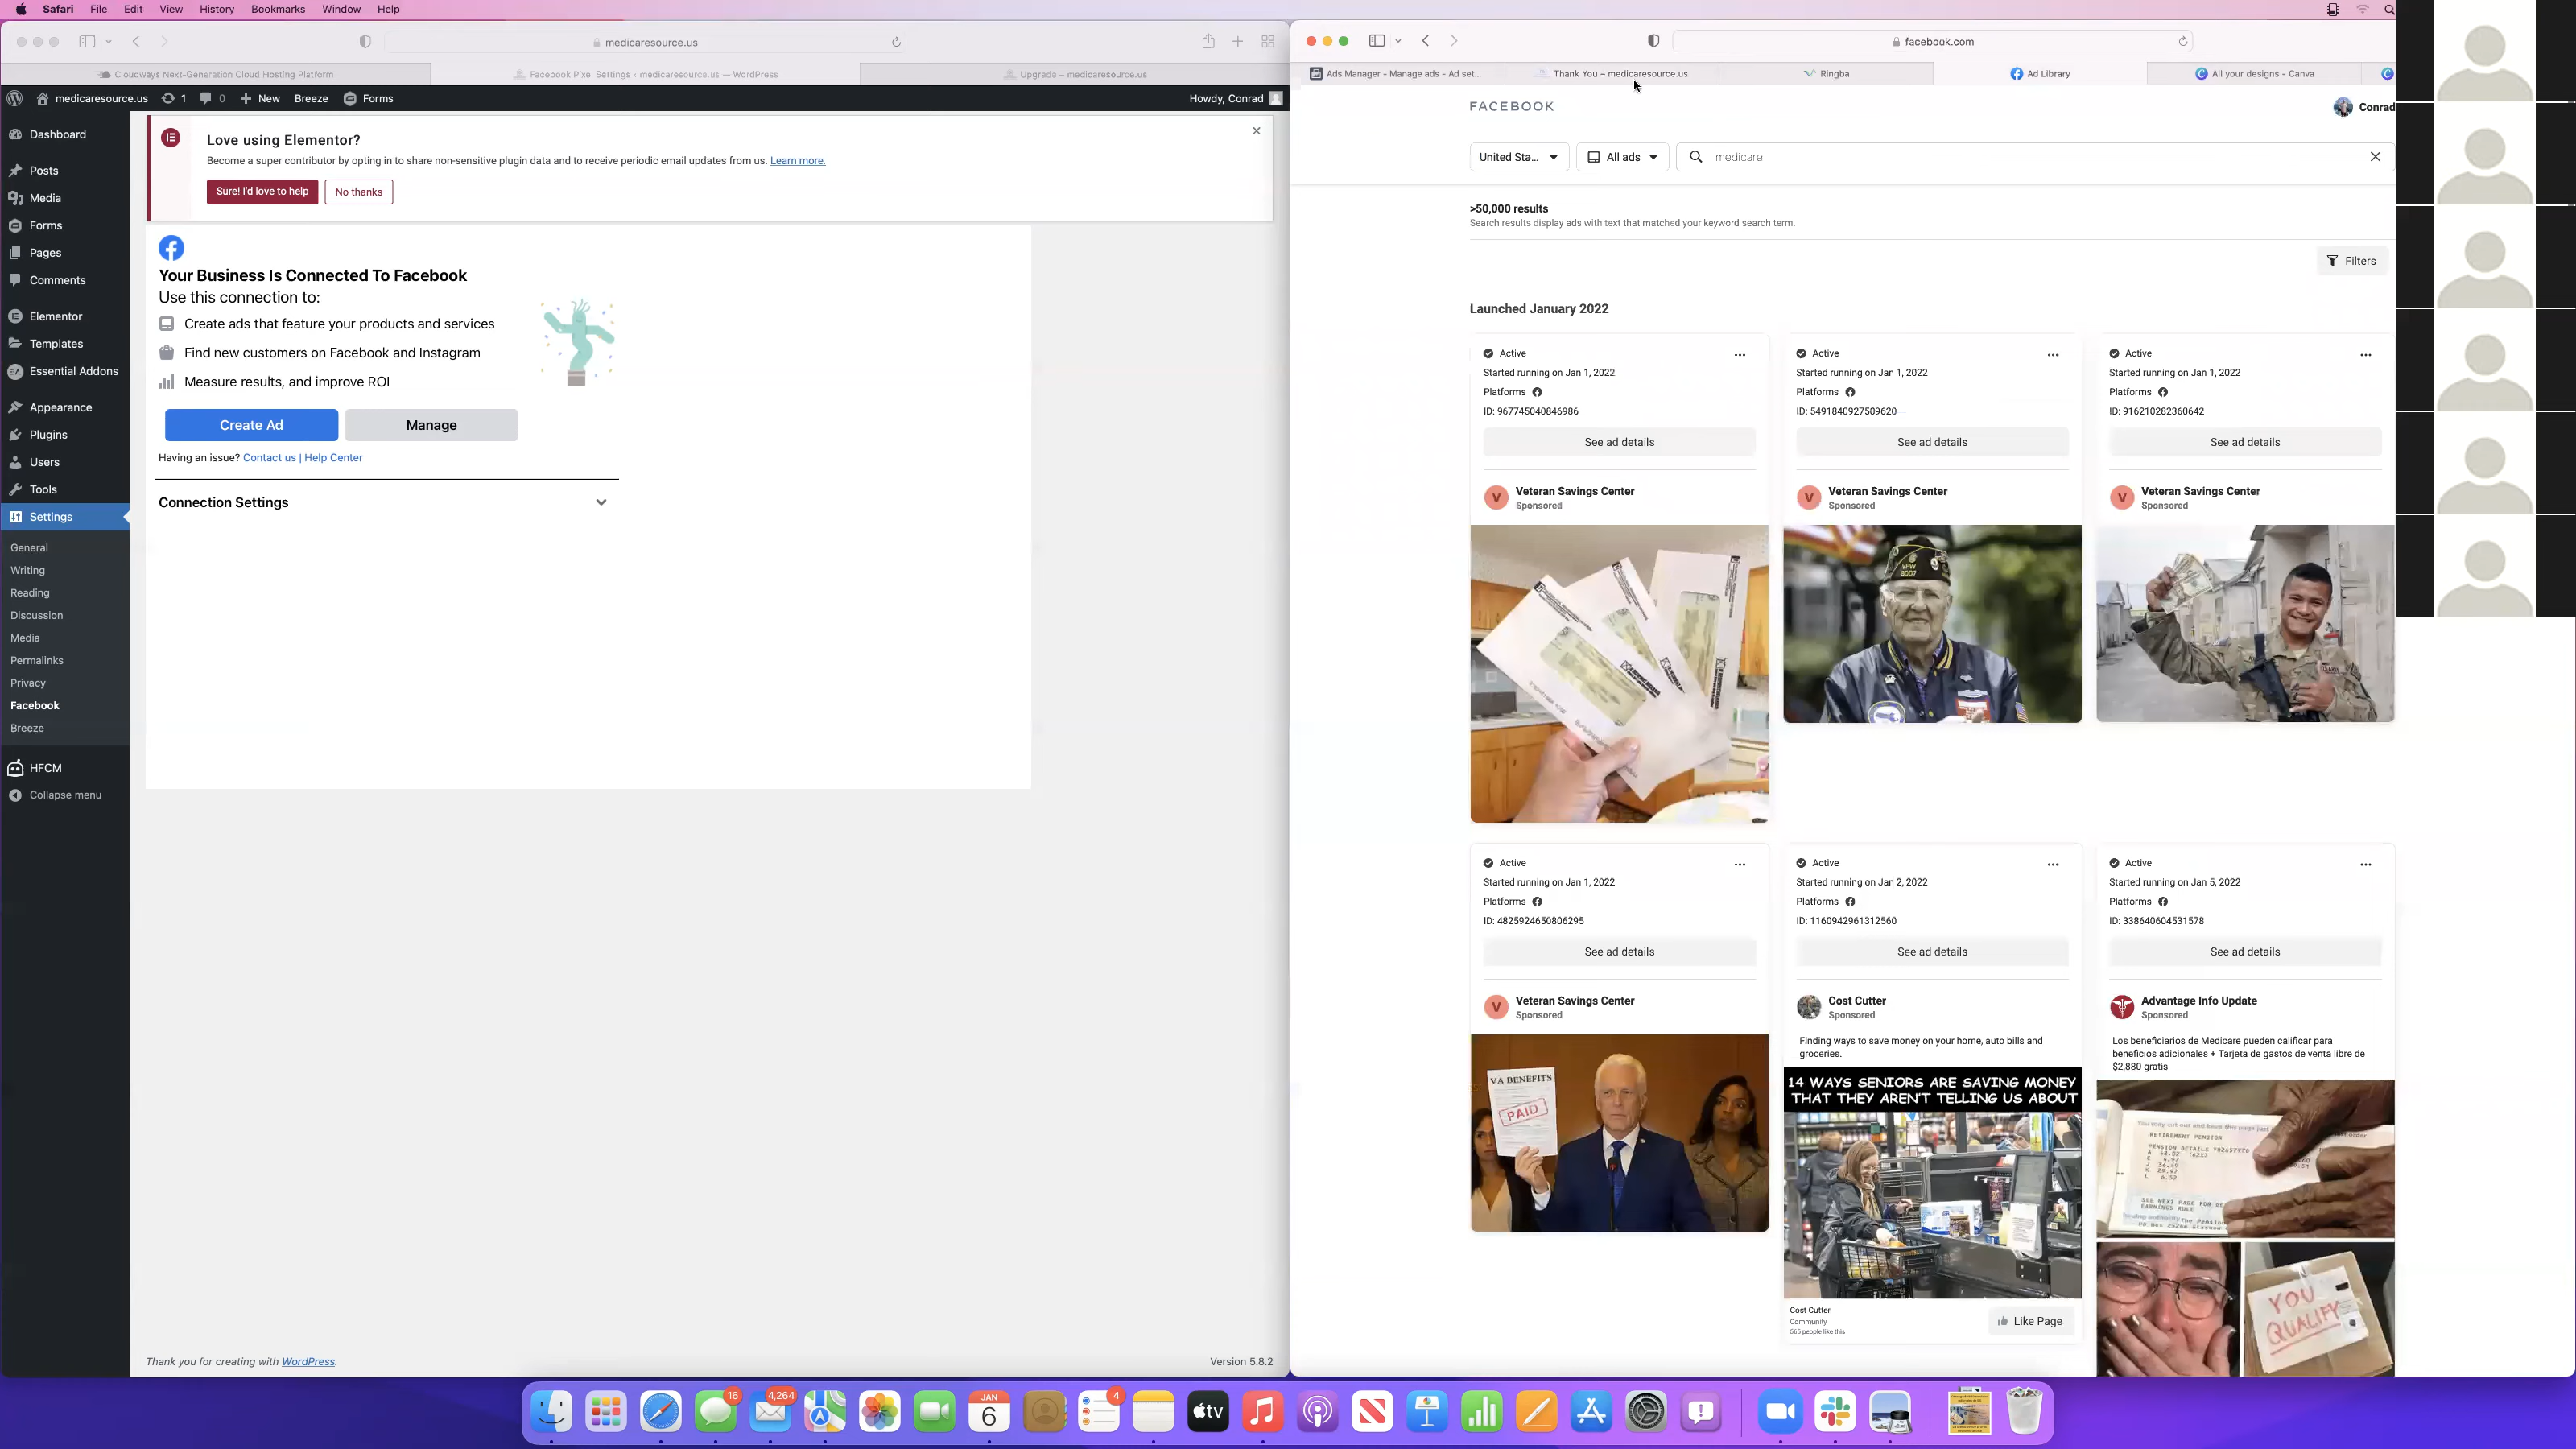 Safari File Edit View History Bookmarks Window Help
medicaresource.us
Cloudways Next-Generation Cloud Hosting Platform
Facebook Pixel Settings ‹ medicaresource.us — WordPress
Upgrade – medicaresource.us
medicaresource.us 1 0 New Breeze Forms
Howdy, Conrad
Dashboard
Posts
Media
Forms
Pages
Comments
Elementor
Templates
Essential Addons
Appearance
Plugins
Users
Tools
Settings
General
Writing
Reading
Discussion
Media
Permalinks
Privacy
Facebook
Breeze
HFCM
Collapse menu
Love using Elementor?
Become a super contributor by opting in to share non-sensitive plugin data and to receive periodic email updates from us. Learn more.
Sure! I'd love to help
No thanks
Your Business Is Connected To Facebook
Use this connection to:
Create ads that feature your products and services
Find new customers on Facebook and Instagram
Measure results, and improve ROI
Create Ad
Manage
Having an issue? Contact us | Help Center
Connection Settings
Thank you for creating with WordPress.
Version 5.8.2
facebook.com
Ads Manager - Manage ads - Ad set...
Thank You – medicaresource.us
Ringba
Ad Library
All your designs - Canva
FACEBOOK
Conrad
United Sta...
All ads
medicare
>50,000 results
Search results display ads with text that matched your keyword search term.
Filters
Launched January 2022
Active
Started running on Jan 1, 2022
Platforms
ID: 967745040846986
See ad details
Veteran Savings Center
Sponsored
Active
Started running on Jan 1, 2022
Platforms
ID: 5491840927509620
See ad details
Veteran Savings Center
Sponsored
VFW
8007
Active
Started running on Jan 1, 2022
Platforms
ID: 916210282360642
See ad details
Veteran Savings Center
Sponsored
Active
Started running on Jan 1, 2022
Platforms
ID: 4825924650806295
See ad details
Veteran Savings Center
Sponsored
VA BENEFITS
PAID
Active
Started running on Jan 2, 2022
Platforms
ID: 1160942961312560
See ad details
Cost Cutter
Sponsored
Finding ways to save money on your home, auto bills and
groceries.
14 WAYS SENIORS ARE SAVING MONEY
THAT THEY AREN'T TELLING US ABOUT
Cost Cutter
Community
565 people like this
Like Page
Active
Started running on Jan 5, 2022
Platforms
ID: 338640604531578
See ad details
Advantage Info Update
Sponsored
Los beneficiarios de Medicare pueden calificar para
beneficios adicionales + Tarjeta de gastos de venta libre de
$2,880 gratis
RETIREMENT PENSION
YOU
QUALIFY
16
4,264
JAN
6
4
tv